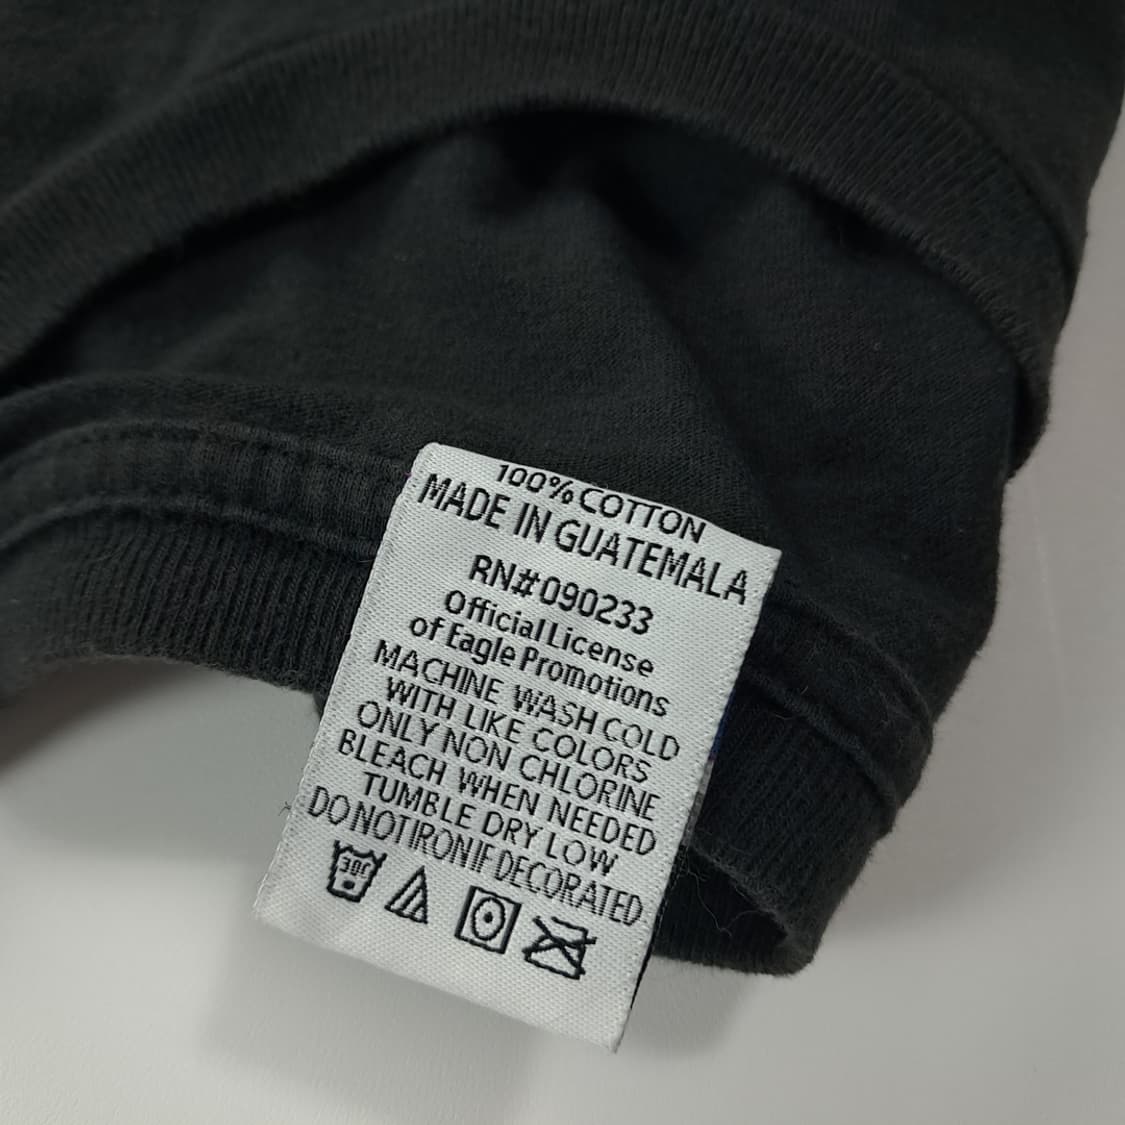 100% COTTON
MADE IN GUATEMALA
RN#090233
Official License
of Eagle Promotions
MACHINE WASH COLD
WITH LIKE COLORS
ONLY NON CHLORINE
BLEACH WHEN NEEDED
TUMBLE DRY LOW
DO NOT IRON IF DECORATED
30C